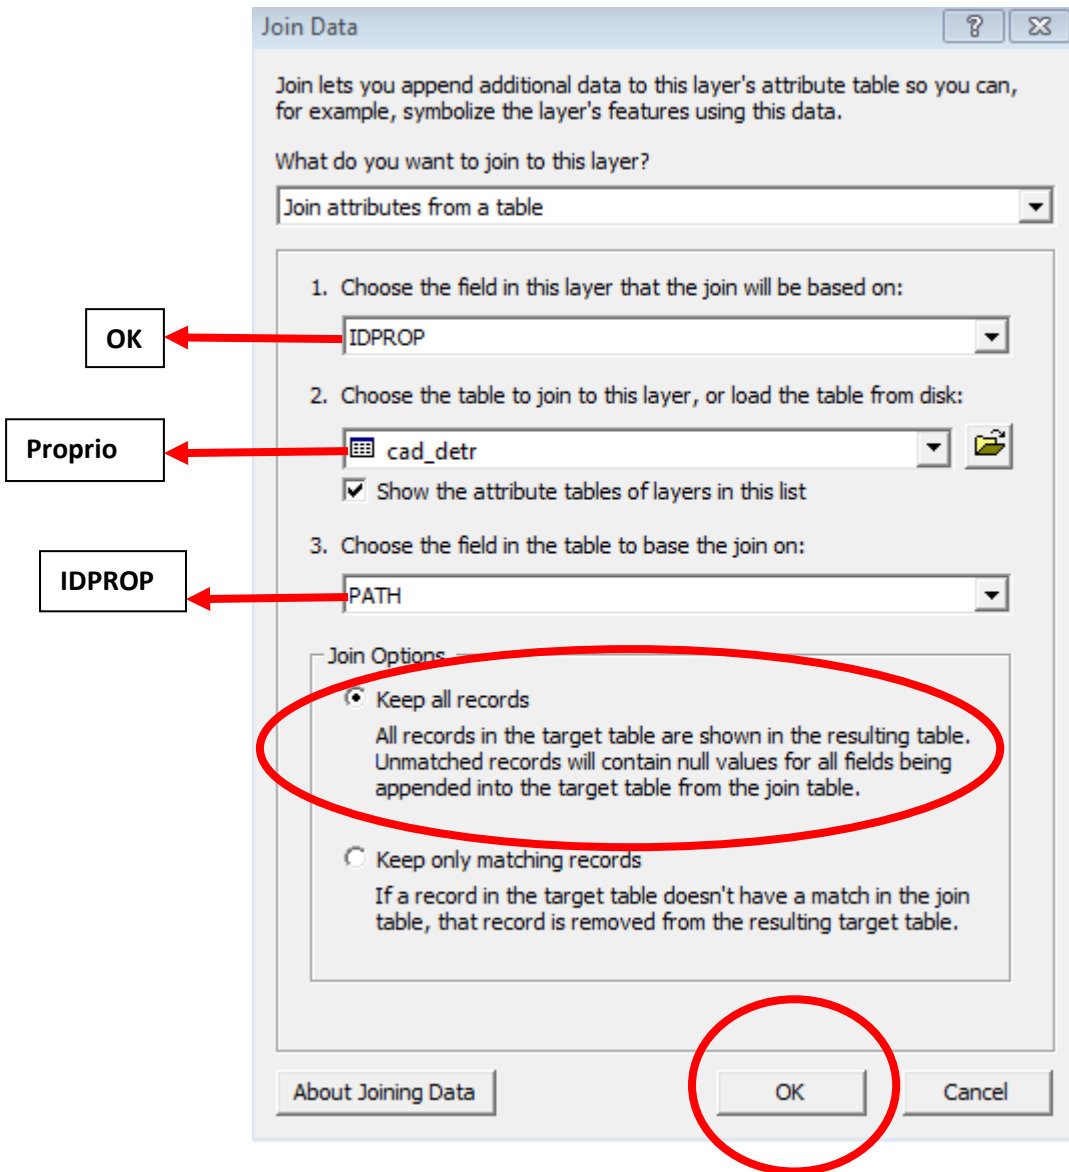 Join Data
Join lets you append additional data to this layer's attribute table so you can,
for example, symbolize the layer's features using this data.
What do you want to join to this layer?
Join attributes from a table
1. Choose the field in this layer that the join will be based on:
OK
IDPROP
2. Choose the table to join to this layer, or load the table from disk:
Proprio
cad_detr
Show the attribute tables of layers in this list
3. Choose the field in the table to base the join on:
IDPROP
PATH
Join Options
Keep all records
All records in the target table are shown in the resulting table.
Unmatched records will contain null values for all fields being
appended into the target table from the join table.
Keep only matching records
If a record in the target table doesn't have a match in the join
table, that record is removed from the resulting target table.
About Joining Data
OK
Cancel